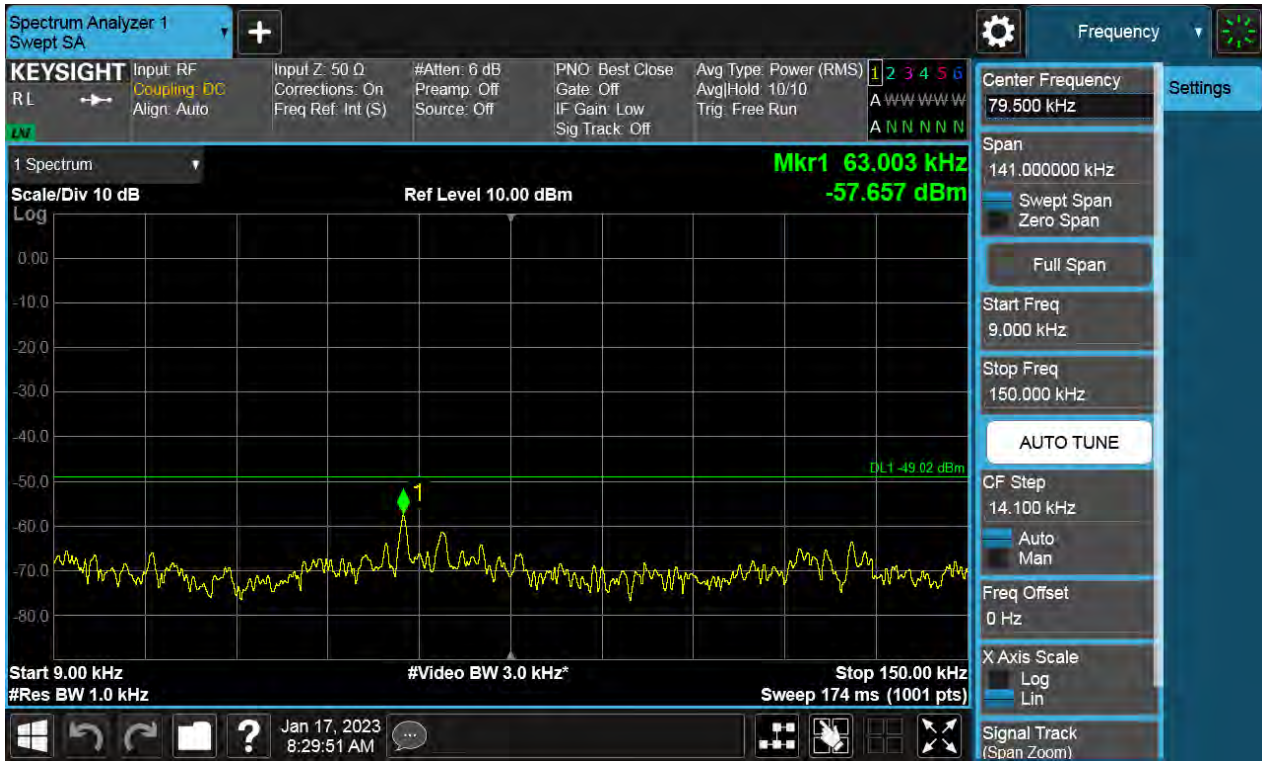 Spectrum Analyzer 1
Swept SA
+
Frequency
KEYSIGHT
Input: RF
Input Z: 50 Ω
#Atten: 6 dB
PNO: Best Close
Avg Type: Power (RMS)
1 2 3 4 5 6
RL
Coupling: DC
Corrections: On
Preamp: Off
Gate: Off
Avg|Hold: 10/10
A W W W W W
Align: Auto
Freq Ref: Int (S)
Source: Off
IF Gain: Low
Trig: Free Run
Sig Track: Off
A N N N N N
1 Spectrum
Mkr1 63.003 kHz
-57.657 dBm
Scale/Div 10 dB
Ref Level 10.00 dBm
Log
0.00
-10.0
-20.0
-30.0
-40.0
-50.0
-60.0
-70.0
-80.0
DL1 -49.02 dBm
1
Start 9.00 kHz
#Video BW 3.0 kHz*
Stop 150.00 kHz
#Res BW 1.0 kHz
Sweep 174 ms (1001 pts)
?
Jan 17, 2023
8:29:51 AM
Center Frequency
79.500 kHz
Settings
Span
141.000000 kHz
Swept Span
Zero Span
Full Span
Start Freq
9.000 kHz
Stop Freq
150.000 kHz
AUTO TUNE
CF Step
14.100 kHz
Auto
Man
Freq Offset
0 Hz
X Axis Scale
Log
Lin
Signal Track
(Span Zoom)